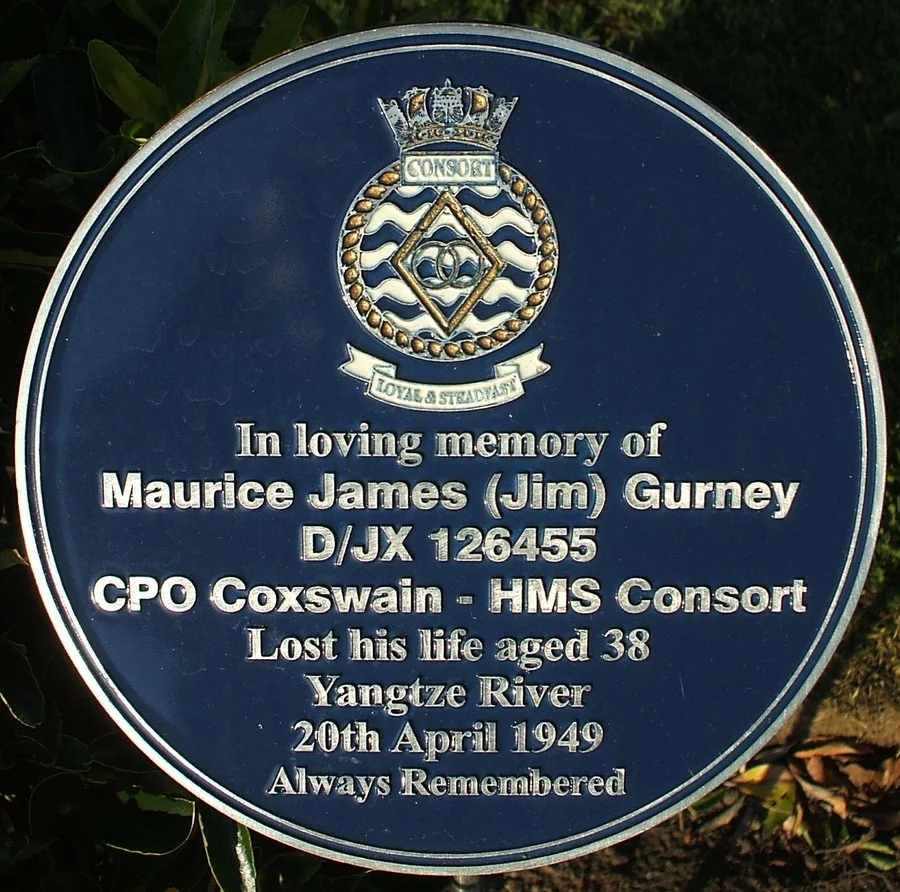 CONSORT
LOYAL & STEADFAST
In loving memory of
Maurice James (Jim) Gurney
D/JX 126455
CPO Coxswain - HMS Consort
Lost his life aged 38
Yangtze River
20th April 1949
Always Remembered